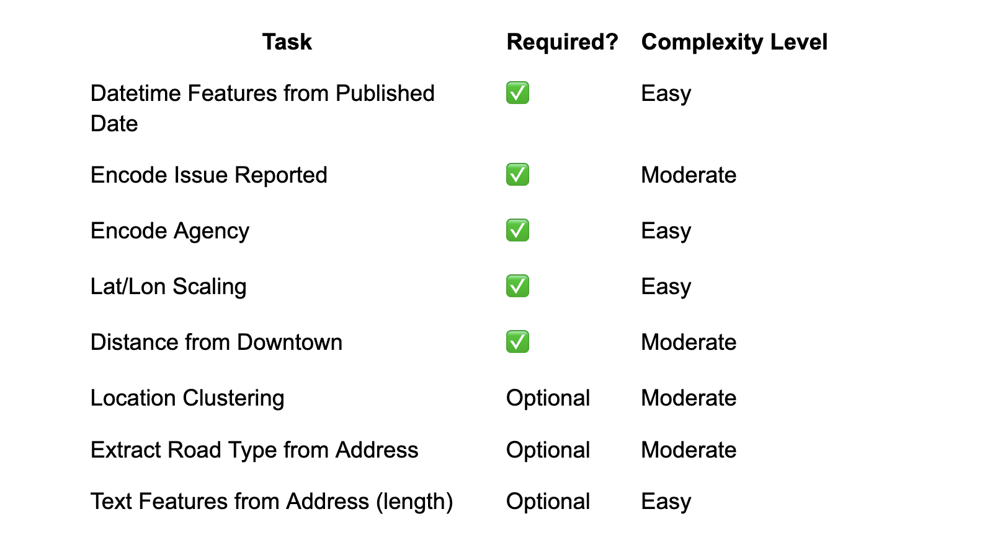 Task Required? Complexity Level
Datetime Features from Published ✅ Easy
Date
Encode Issue Reported ✅ Moderate
Encode Agency ✅ Easy
Lat/Lon Scaling ✅ Easy
Distance from Downtown ✅ Moderate
Location Clustering Optional Moderate
Extract Road Type from Address Optional Moderate
Text Features from Address (length) Optional Easy